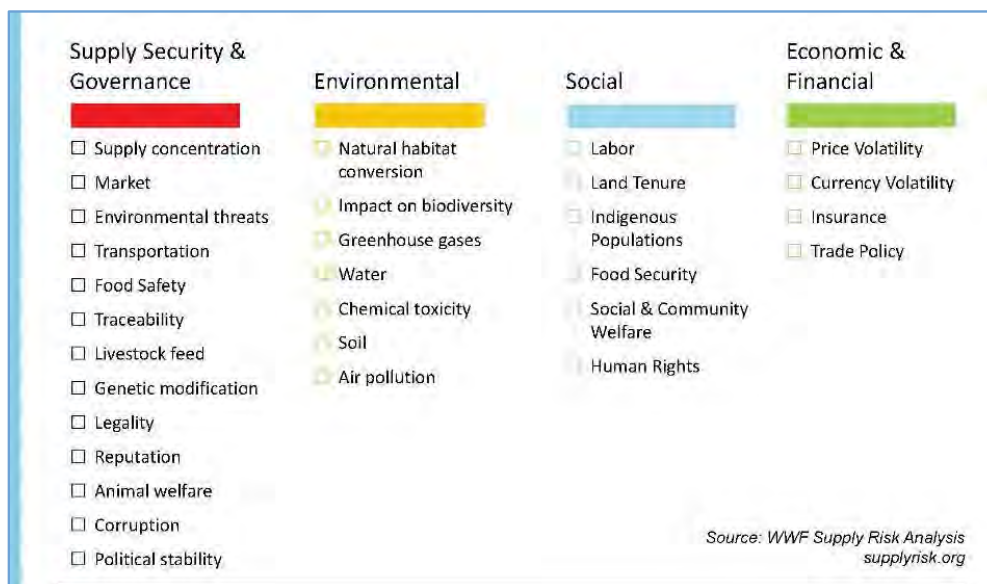 Supply Security &
Governance
☐ Supply concentration
☐ Market
☐ Environmental threats
☐ Transportation
☐ Food Safety
☐ Traceability
☐ Livestock feed
☐ Genetic modification
☐ Legality
☐ Reputation
☐ Animal welfare
☐ Corruption
☐ Political stability
Environmental
☐ Natural habitat
conversion
☐ Impact on biodiversity
☐ Greenhouse gases
☐ Water
☐ Chemical toxicity
☐ Soil
☐ Air pollution
Social
☐ Labor
☐ Land Tenure
☐ Indigenous
Populations
☐ Food Security
☐ Social & Community
Welfare
☐ Human Rights
Economic &
Financial
☐ Price Volatility
☐ Currency Volatility
☐ Insurance
☐ Trade Policy
Source: WWF Supply Risk Analysis
supplyrisk.org